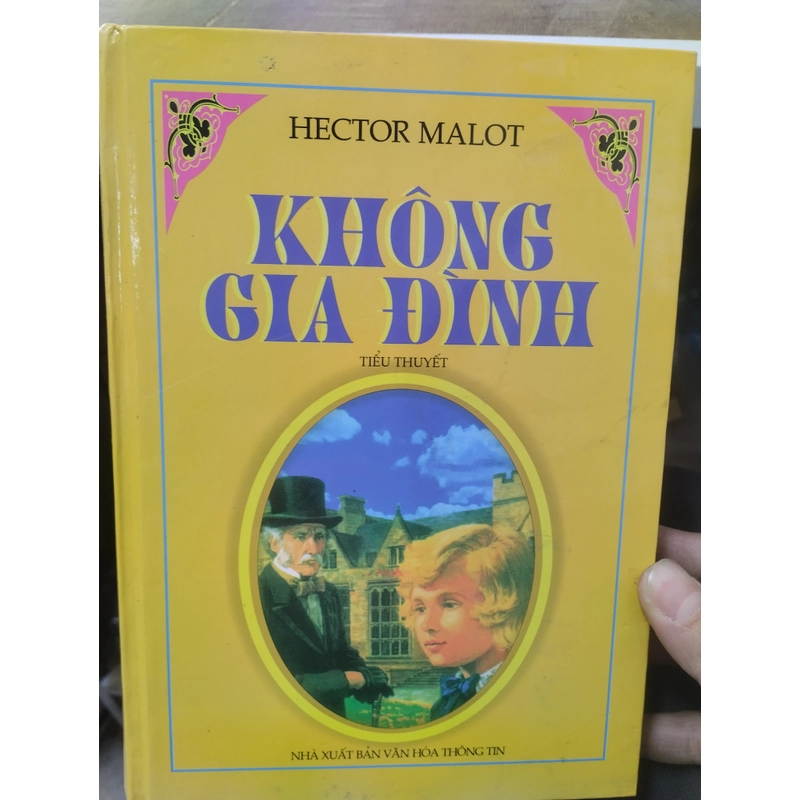 HECTOR MALOT
KHÔNG
GIA ĐÌNH
TIỂU THUYẾT
NHÀ XUẤT BẢN VĂN HÓA THÔNG TIN